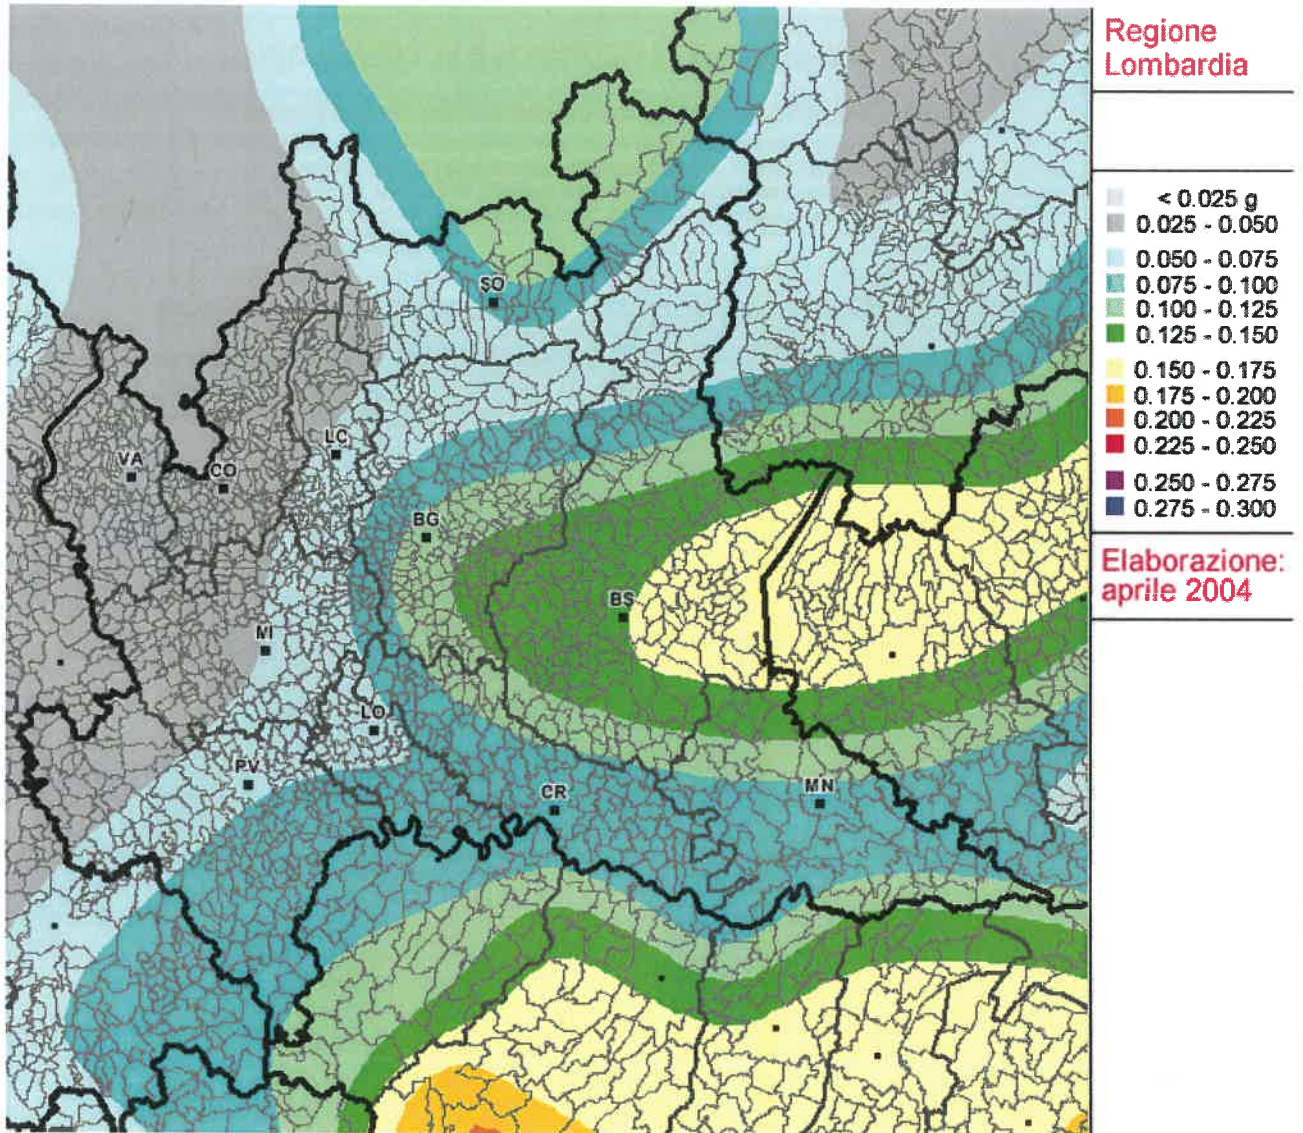 Regione
Lombardia
< 0.025 g
0.025 - 0.050
0.050 - 0.075
0.075 - 0.100
0.100 - 0.125
0.125 - 0.150
0.150 - 0.175
0.175 - 0.200
0.200 - 0.225
0.225 - 0.250
0.250 - 0.275
0.275 - 0.300
Elaborazione:
aprile 2004
SO
LC
VA
CO
BG
BS
MI
LO
PV
CR
MN